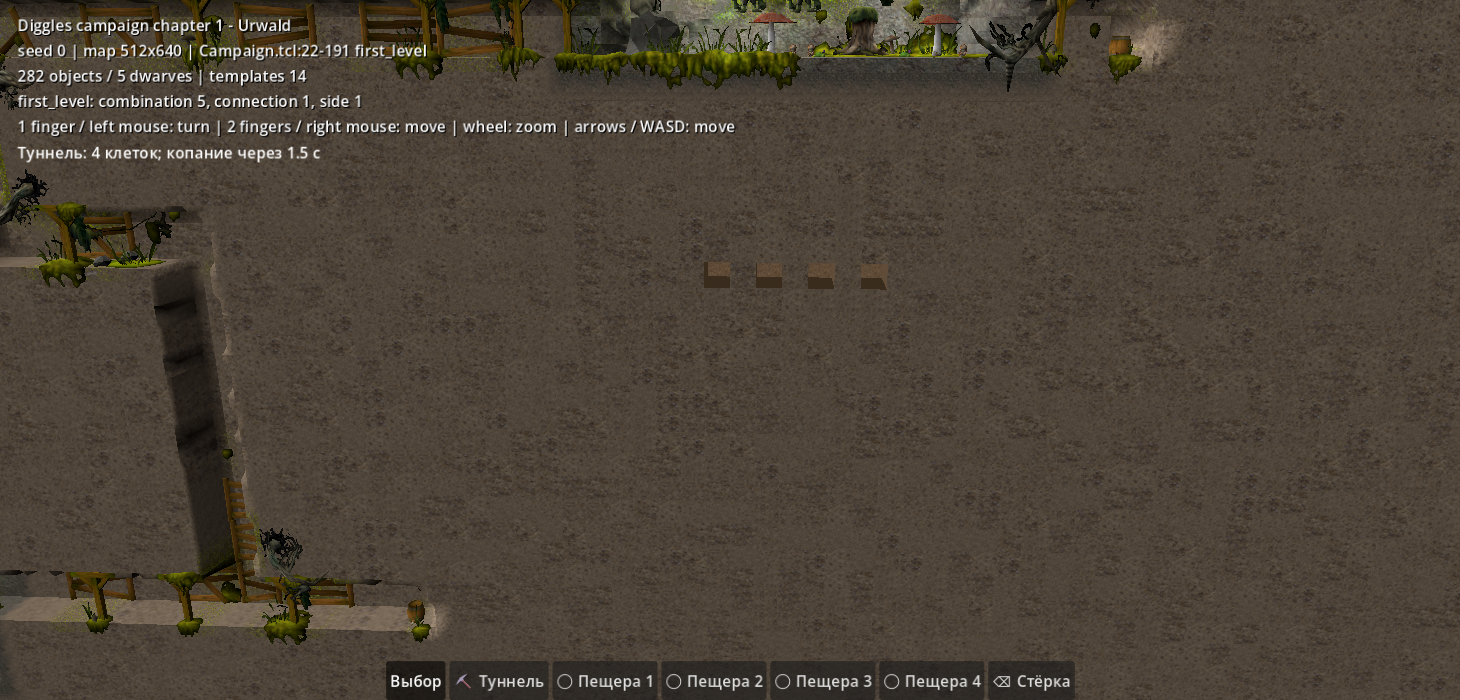 Diggles campaign chapter 1 - Urwald
seed 0 | map 512x640 | Campaign.tcl:22-191 first_level
282 objects / 5 dwarves | templates 14
first_level: combination 5, connection 1, side 1
1 finger / left mouse: turn | 2 fingers / right mouse: move | wheel: zoom | arrows / WASD: move
Туннель: 4 клеток; копание через 1.5 с
Выбор Туннель Пещера 1 Пещера 2 Пещера 3 Пещера 4 Стёрка